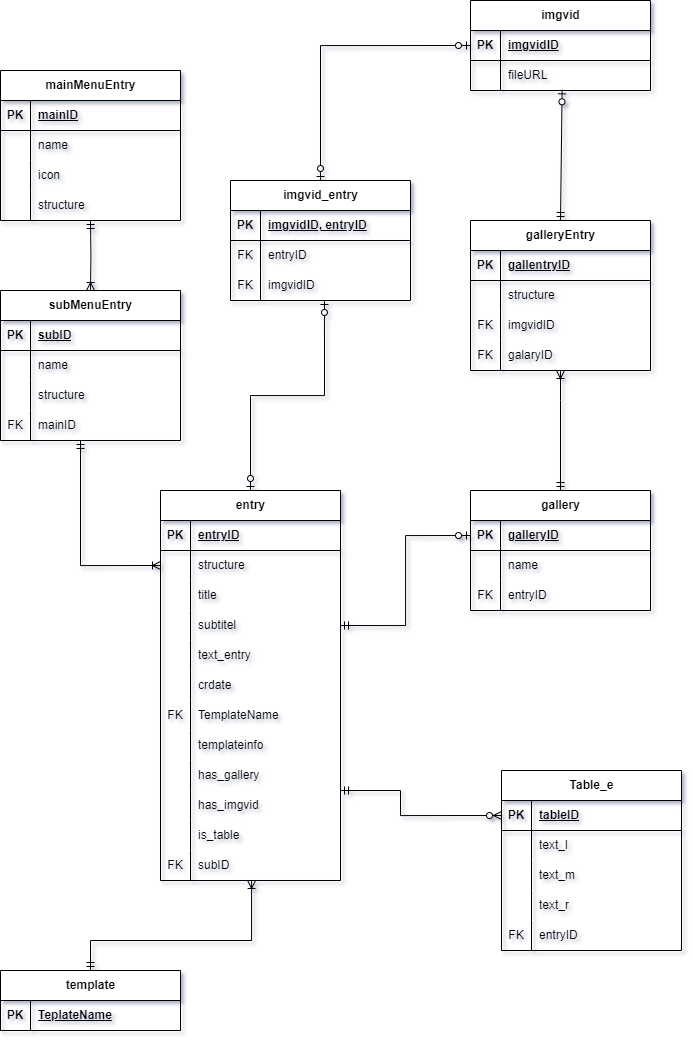 imgvid
PK imgvidID
fileURL
mainMenuEntry
PK mainID
name
icon
structure
imgvid_entry
PK imgvidID, entryID
FK entryID
FK imgvidID
galleryEntry
PK gallentryID
structure
FK imgvidID
FK galaryID
subMenuEntry
PK subID
name
structure
FK mainID
entry
PK entryID
structure
title
subtitel
text_entry
crdate
FK TemplateName
templateinfo
has_gallery
has_imgvid
is_table
FK subID
gallery
PK galleryID
name
FK entryID
Table_e
PK tableID
text_l
text_m
text_r
FK entryID
template
PK TeplateName